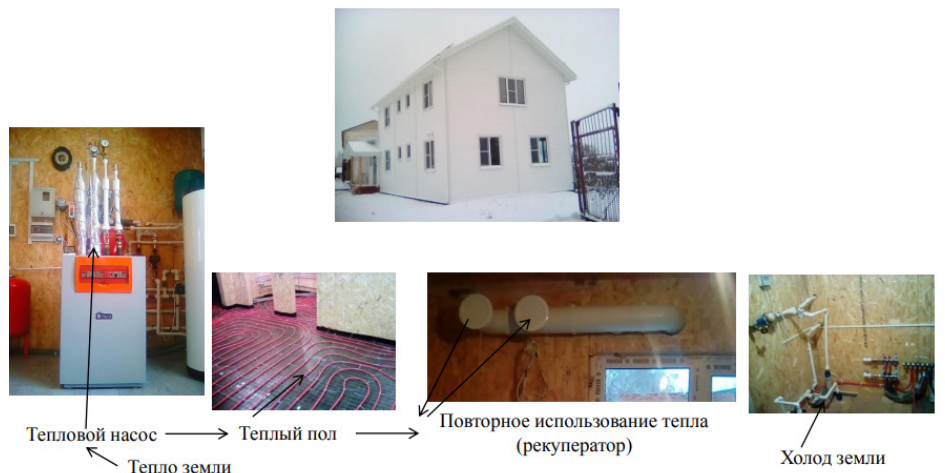 Тепловой насос
Теплый пол
Повторное использование тепла
(рекуператор)
Холод земли
Тепло земли